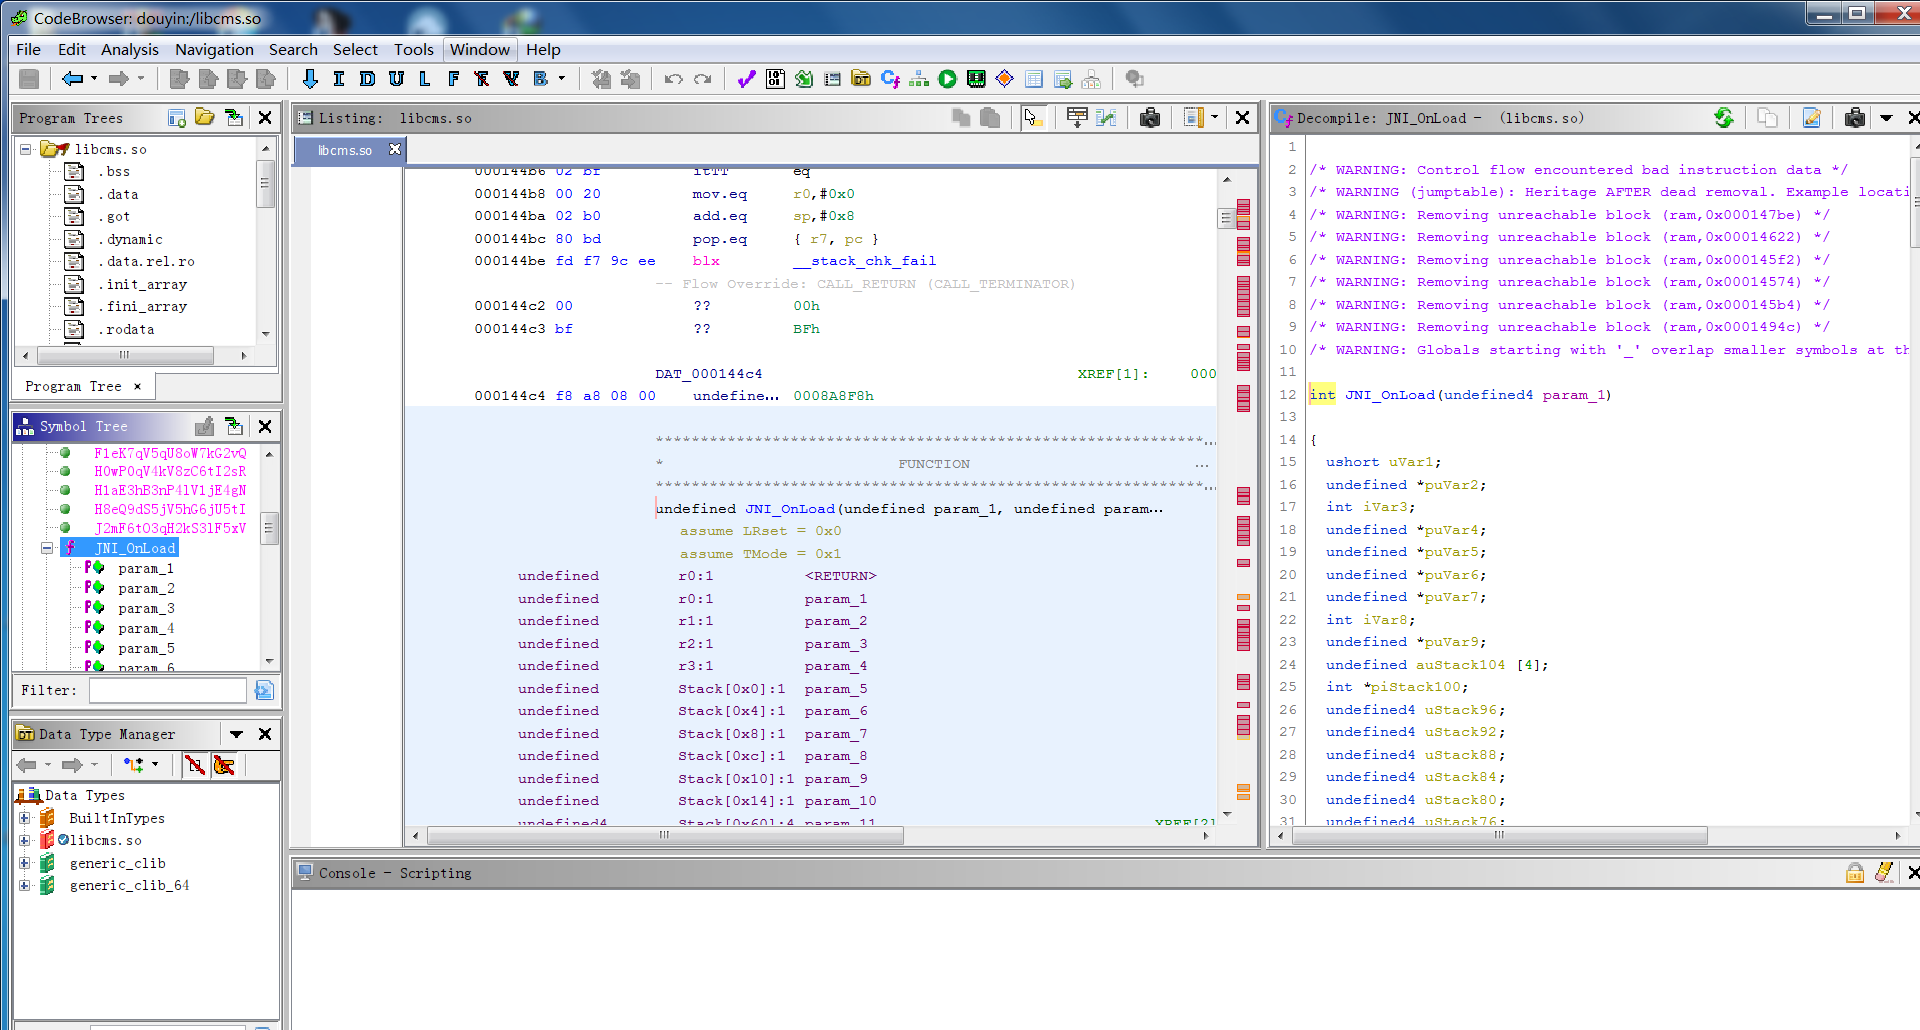 CodeBrowser: douyin:/libcms.so
File Edit Analysis Navigation Search Select Tools Window Help
I D U L F B
Program Trees
libcms.so
.bss
.data
.got
.dynamic
.data.rel.ro
.init_array
.fini_array
.rodata
Program Tree ×
Symbol Tree
F1eK7qV5qU8oW7kG2vQ
H0wP0qV4kV8zC6tI2sR
H1aE3hB3nP4lV1jE4gN
H8eQ9dS5jV5hG6jU5tI
J2mF6tO3qH2kS3lF5xV
JNI_OnLoad
param_1
param_2
param_3
param_4
param_5
param_6
Filter:
Data Type Manager
Data Types
BuiltInTypes
libcms.so
generic_clib
generic_clib_64
Listing: libcms.so
libcms.so
000144b6 02 bf itTT eq
000144b8 00 20 mov.eq r0,#0x0
000144ba 02 b0 add.eq sp,#0x8
000144bc 80 bd pop.eq { r7, pc }
000144be fd f7 9c ee blx __stack_chk_fail
-- Flow Override: CALL_RETURN (CALL_TERMINATOR)
000144c2 00 ?? 00h
000144c3 bf ?? BFh
DAT_000144c4 XREF[1]: 000
000144c4 f8 a8 08 00 undefine... 0008A8F8h
* FUNCTION ...
undefined JNI_OnLoad(undefined param_1, undefined param...
assume LRset = 0x0
assume TMode = 0x1
undefined r0:1 <RETURN>
undefined r0:1 param_1
undefined r1:1 param_2
undefined r2:1 param_3
undefined r3:1 param_4
undefined Stack[0x0]:1 param_5
undefined Stack[0x4]:1 param_6
undefined Stack[0x8]:1 param_7
undefined Stack[0xc]:1 param_8
undefined Stack[0x10]:1 param_9
undefined Stack[0x14]:1 param_10
undefined4 Stack[0x60]:4 param_11 XREF[2]
Decompile: JNI_OnLoad - (libcms.so)
1
2 /* WARNING: Control flow encountered bad instruction data */
3 /* WARNING (jumptable): Heritage AFTER dead removal. Example locati
4 /* WARNING: Removing unreachable block (ram,0x000147be) */
5 /* WARNING: Removing unreachable block (ram,0x00014622) */
6 /* WARNING: Removing unreachable block (ram,0x000145f2) */
7 /* WARNING: Removing unreachable block (ram,0x00014574) */
8 /* WARNING: Removing unreachable block (ram,0x000145b4) */
9 /* WARNING: Removing unreachable block (ram,0x0001494c) */
10 /* WARNING: Globals starting with '_' overlap smaller symbols at th
11
12 int JNI_OnLoad(undefined4 param_1)
13
14 {
15 ushort uVar1;
16 undefined *puVar2;
17 int iVar3;
18 undefined *puVar4;
19 undefined *puVar5;
20 undefined *puVar6;
21 undefined *puVar7;
22 int iVar8;
23 undefined *puVar9;
24 undefined auStack104 [4];
25 int *piStack100;
26 undefined4 uStack96;
27 undefined4 uStack92;
28 undefined4 uStack88;
29 undefined4 uStack84;
30 undefined4 uStack80;
31 undefined4 uStack76;
Console - Scripting